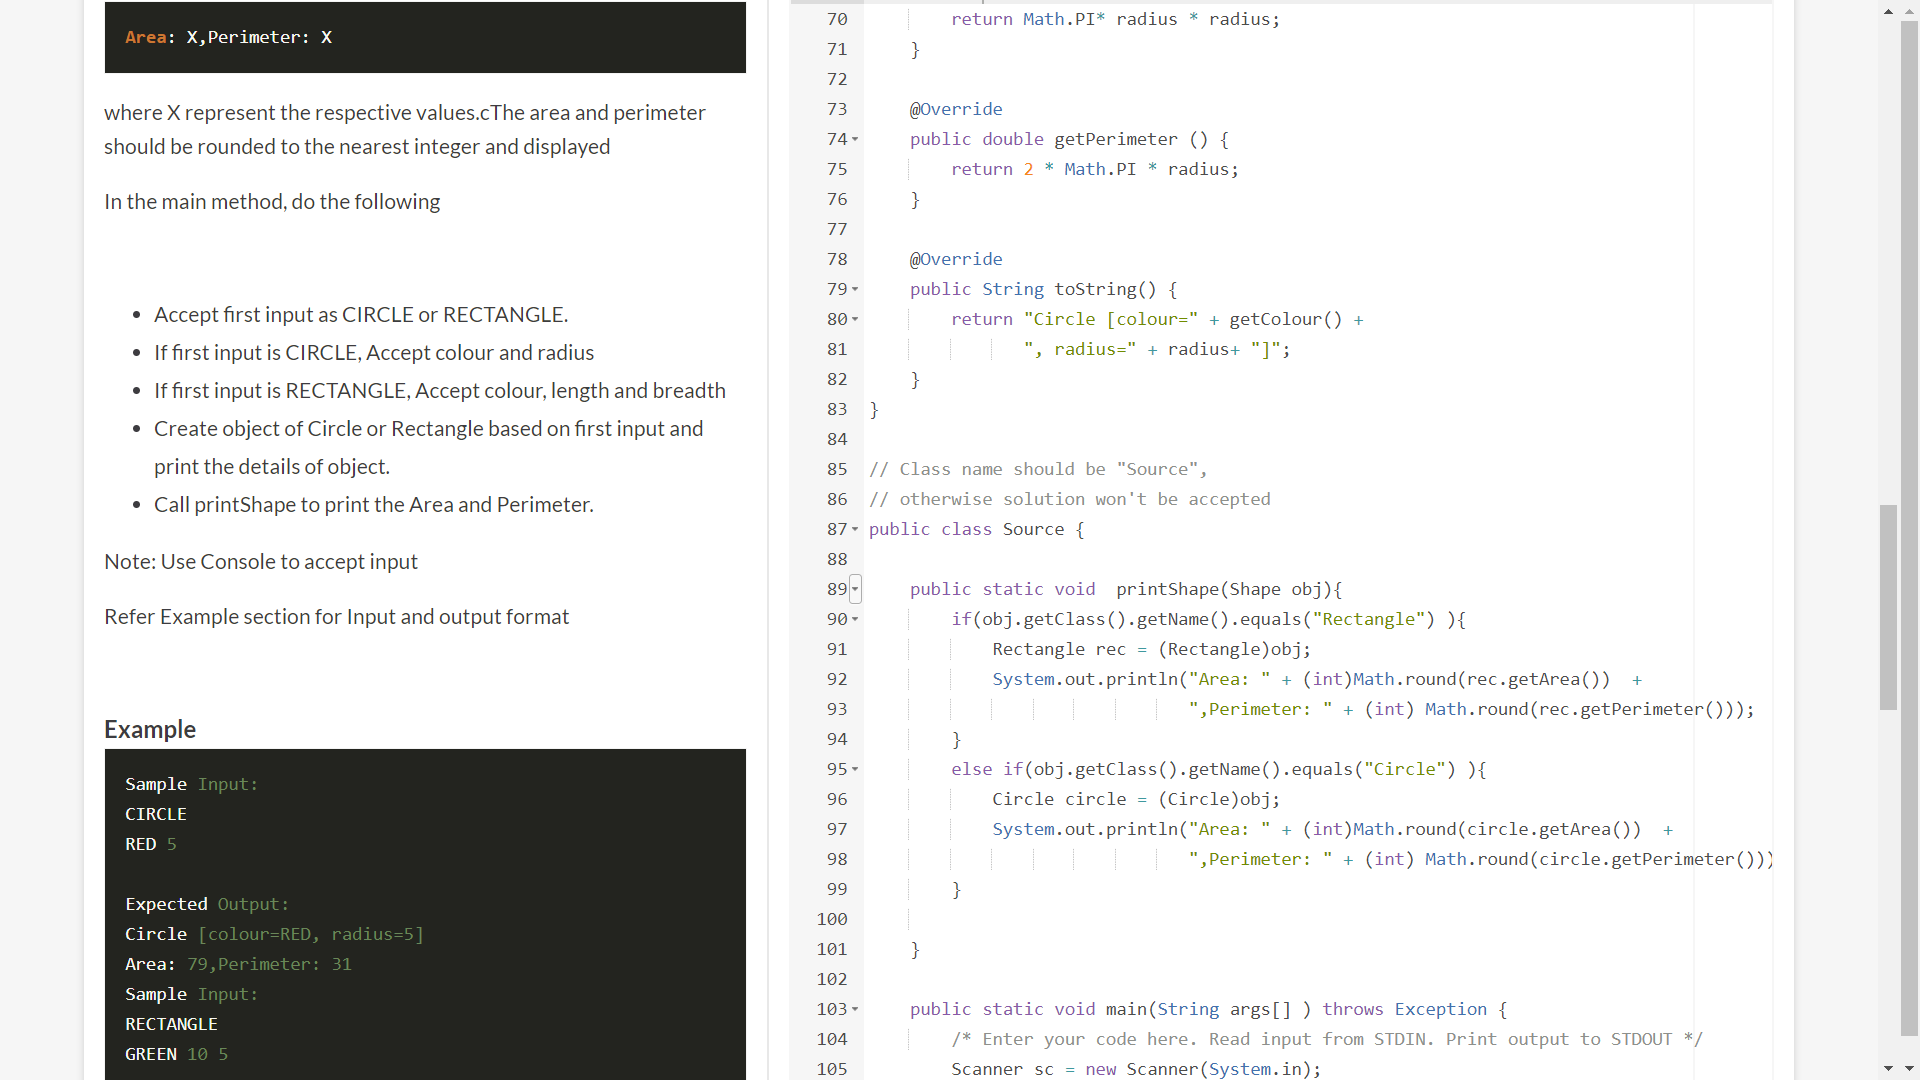 Area: X,Perimeter: X
where X represent the respective values.cThe area and perimeter
should be rounded to the nearest integer and displayed
In the main method, do the following
• Accept first input as CIRCLE or RECTANGLE.
• If first input is CIRCLE, Accept colour and radius
• If first input is RECTANGLE, Accept colour, length and breadth
• Create object of Circle or Rectangle based on first input and
print the details of object.
• Call printShape to print the Area and Perimeter.
Note: Use Console to accept input
Refer Example section for Input and output format
Example
Sample Input:
CIRCLE
RED 5
Expected Output:
Circle [colour=RED, radius=5]
Area: 79,Perimeter: 31
Sample Input:
RECTANGLE
GREEN 10 5
70 return Math.PI* radius * radius;
71 }
72
73 @Override
74 public double getPerimeter () {
75 return 2 * Math.PI * radius;
76 }
77
78 @Override
79 public String toString() {
80 return "Circle [colour=" + getColour() +
81 ", radius=" + radius+ "]";
82 }
83 }
84
85 // Class name should be "Source",
86 // otherwise solution won't be accepted
87 public class Source {
88
89 public static void  printShape(Shape obj){
90 if(obj.getClass().getName().equals("Rectangle") ){
91 Rectangle rec = (Rectangle)obj;
92 System.out.println("Area: " + (int)Math.round(rec.getArea())  +
93 ",Perimeter: " + (int) Math.round(rec.getPerimeter()));
94 }
95 else if(obj.getClass().getName().equals("Circle") ){
96 Circle circle = (Circle)obj;
97 System.out.println("Area: " + (int)Math.round(circle.getArea())  +
98 ",Perimeter: " + (int) Math.round(circle.getPerimeter()))
99 }
100
101 }
102
103 public static void main(String args[] ) throws Exception {
104 /* Enter your code here. Read input from STDIN. Print output to STDOUT */
105 Scanner sc = new Scanner(System.in);